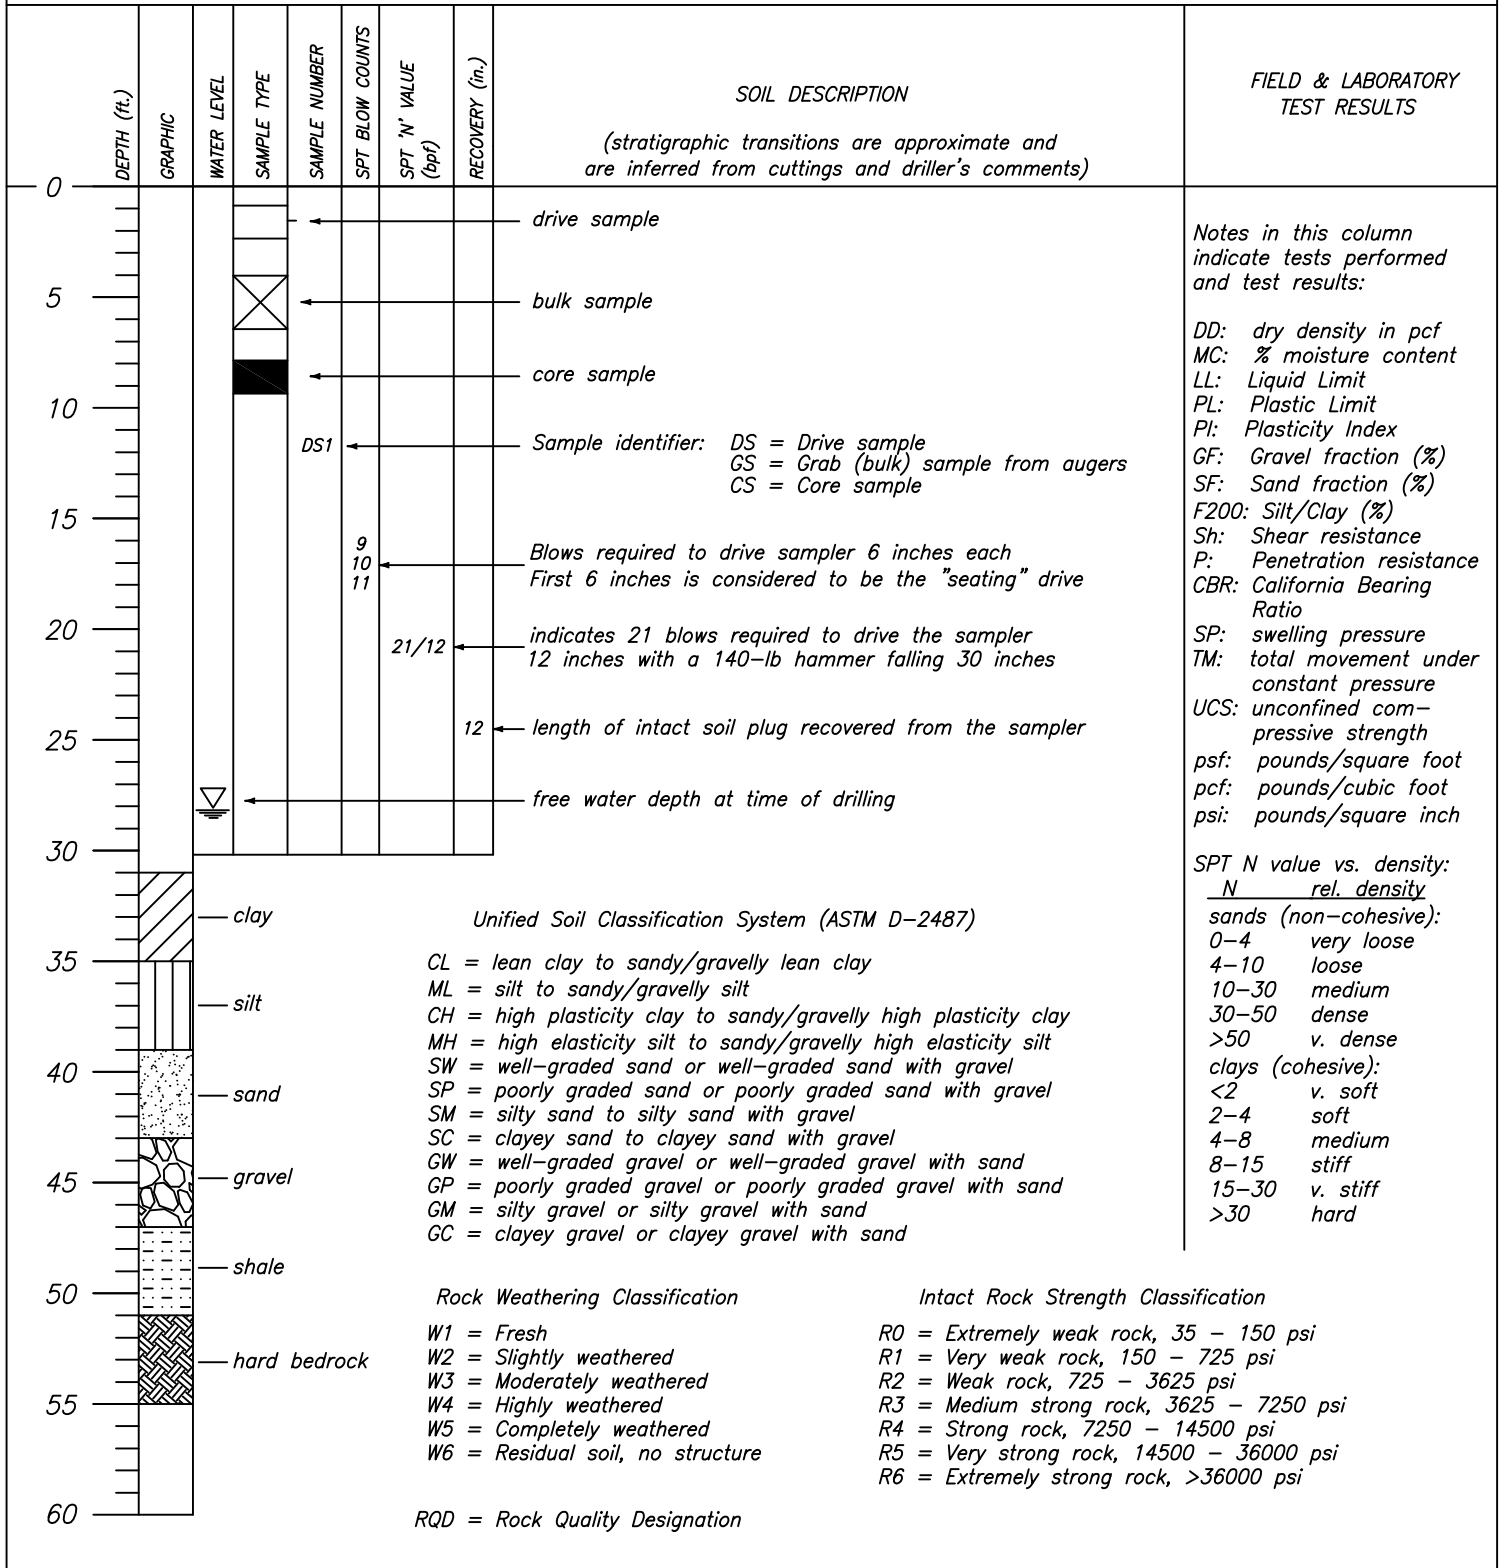 DEPTH (ft.)
GRAPHIC
WATER LEVEL
SAMPLE TYPE
SAMPLE NUMBER
SPT BLOW COUNTS
SPT 'N' VALUE
(bpf)
RECOVERY (in.)
SOIL DESCRIPTION
(stratigraphic transitions are approximate and
are inferred from cuttings and driller's comments)
FIELD & LABORATORY
TEST RESULTS
0
5
10
15
20
25
30
35
40
45
50
55
60
drive sample
bulk sample
core sample
DS1
Sample identifier: DS = Drive sample
GS = Grab (bulk) sample from augers
CS = Core sample
9
10
11
Blows required to drive sampler 6 inches each
First 6 inches is considered to be the "seating" drive
21/12
indicates 21 blows required to drive the sampler
12 inches with a 140-lb hammer falling 30 inches
12
length of intact soil plug recovered from the sampler
free water depth at time of drilling
clay
silt
sand
gravel
shale
hard bedrock
Unified Soil Classification System (ASTM D-2487)
CL = lean clay to sandy/gravelly lean clay
ML = silt to sandy/gravelly silt
CH = high plasticity clay to sandy/gravelly high plasticity clay
MH = high elasticity silt to sandy/gravelly high elasticity silt
SW = well-graded sand or well-graded sand with gravel
SP = poorly graded sand or poorly graded sand with gravel
SM = silty sand to silty sand with gravel
SC = clayey sand to clayey sand with gravel
GW = well-graded gravel or well-graded gravel with sand
GP = poorly graded gravel or poorly graded gravel with sand
GM = silty gravel or silty gravel with sand
GC = clayey gravel or clayey gravel with sand
Rock Weathering Classification
W1 = Fresh
W2 = Slightly weathered
W3 = Moderately weathered
W4 = Highly weathered
W5 = Completely weathered
W6 = Residual soil, no structure
RQD = Rock Quality Designation
Intact Rock Strength Classification
R0 = Extremely weak rock, 35 - 150 psi
R1 = Very weak rock, 150 - 725 psi
R2 = Weak rock, 725 - 3625 psi
R3 = Medium strong rock, 3625 - 7250 psi
R4 = Strong rock, 7250 - 14500 psi
R5 = Very strong rock, 14500 - 36000 psi
R6 = Extremely strong rock, >36000 psi
Notes in this column
indicate tests performed
and test results:
DD: dry density in pcf
MC: % moisture content
LL: Liquid Limit
PL: Plastic Limit
PI: Plasticity Index
GF: Gravel fraction (%)
SF: Sand fraction (%)
F200: Silt/Clay (%)
Sh: Shear resistance
P: Penetration resistance
CBR: California Bearing
Ratio
SP: swelling pressure
TM: total movement under
constant pressure
UCS: unconfined com-
pressive strength
psf: pounds/square foot
pcf: pounds/cubic foot
psi: pounds/square inch
SPT N value vs. density:
N rel. density
sands (non-cohesive):
0-4 very loose
4-10 loose
10-30 medium
30-50 dense
>50 v. dense
clays (cohesive):
<2 v. soft
2-4 soft
4-8 medium
8-15 stiff
15-30 v. stiff
>30 hard